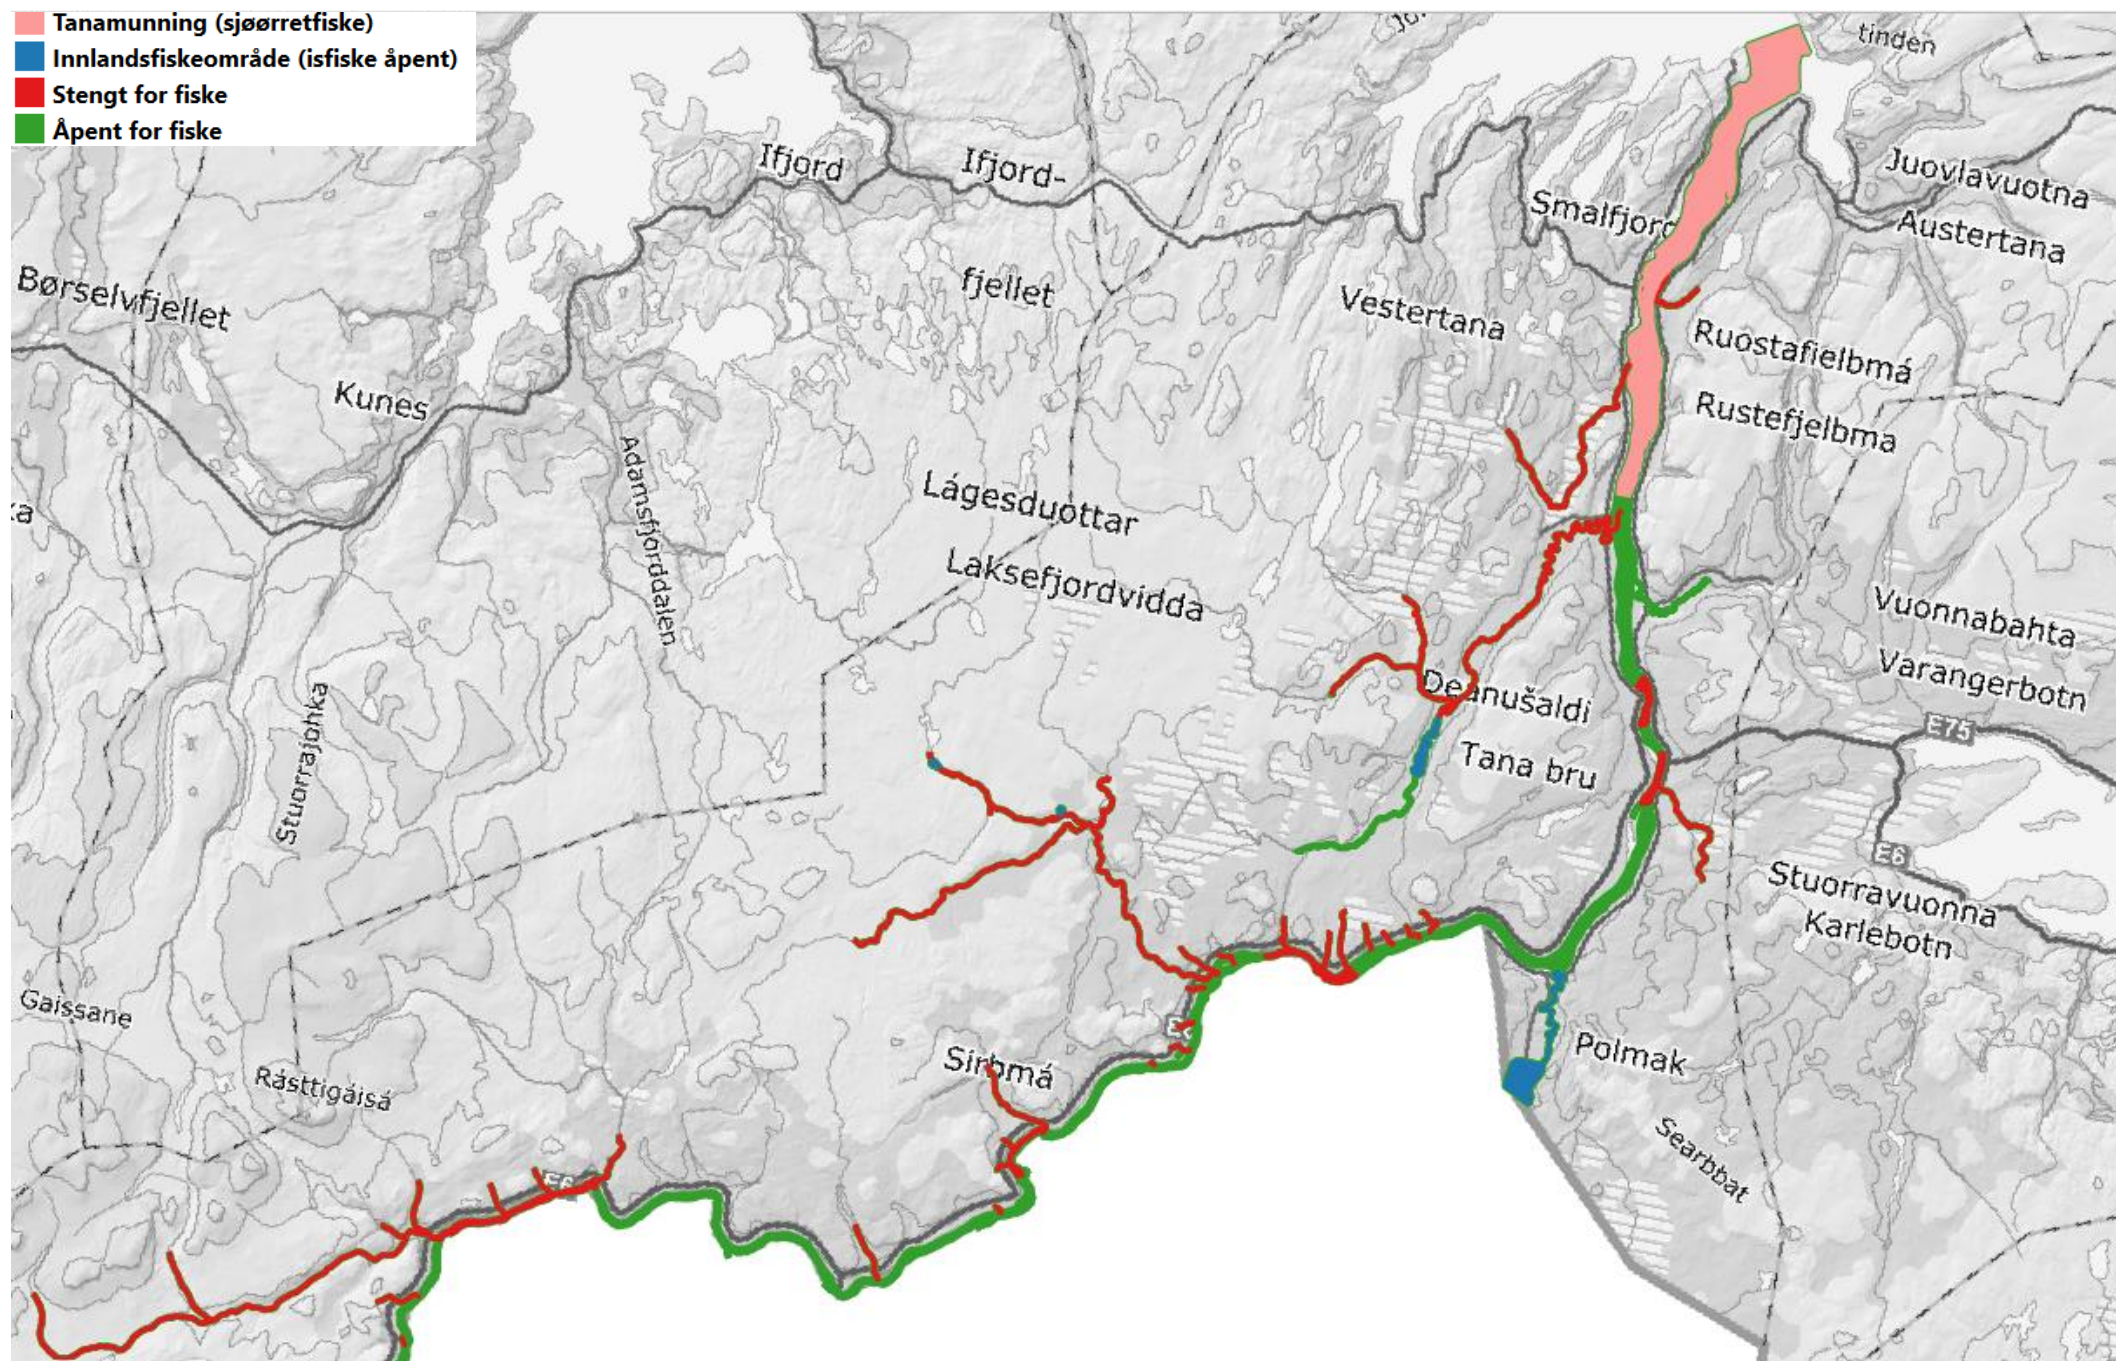 Tanamunning (sjøørretfiske)
Innlandsfiskeområde (isfiske åpent)
Stengt for fiske
Åpent for fiske
tinden
Ifjord
Ifjord-
fjellet
Juovlavuotna
Austertana
Smalfjord
Børselvfjellet
Vestertana
Ruostafielbmá
Rustefjelbma
Kunes
Adamsfjorddalen
Lágesduottar
Laksefjordvidda
Vuonnabahta
Varangerbotn
Stuorrajohka
Deanušaldi
Tana bru
E75
E6
Stuorravuonna
Karlebotn
Gaissane
Polmak
Sirbmá
Rásttigáisá
Searbbat
E6